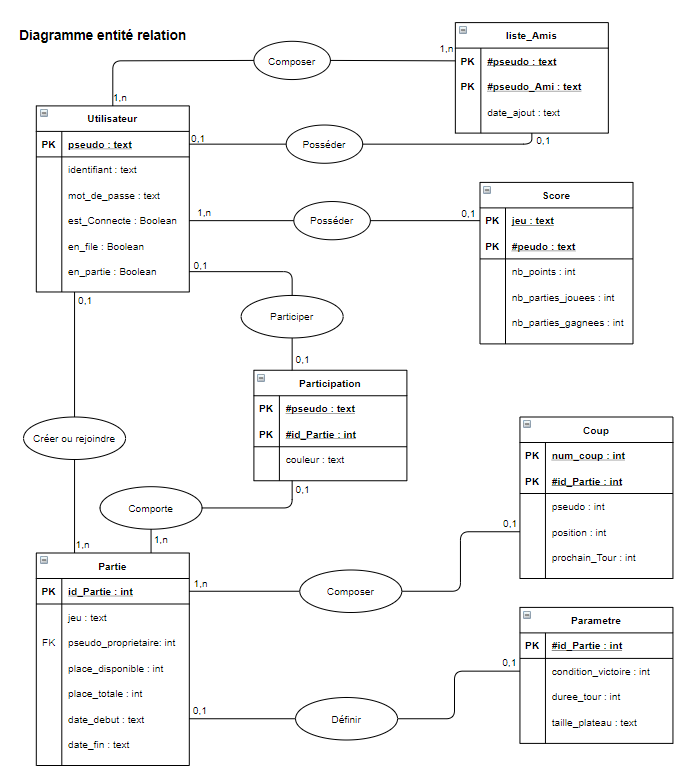 Diagramme entité relation
liste_Amis
PK #pseudo : text
PK #pseudo_Ami : text
date_ajout : text
Composer
1,n
1,n
Utilisateur
PK pseudo : text
identifiant : text
mot_de_passe : text
est_Connecte : Boolean
en_file : Boolean
en_partie : Boolean
0,1
Posséder
0,1
1,n
Posséder
0,1
Score
PK jeu : text
PK #peudo : text
nb_points : int
nb_parties_jouees : int
nb_parties_gagnees : int
0,1
Participer
0,1
0,1
Participation
PK #pseudo : text
PK #id_Partie : int
couleur : text
0,1
Créer ou rejoindre
Comporte
1,n
1,n
Coup
PK num_coup : int
PK #id_Partie : int
pseudo : int
position : int
prochain_Tour : int
0,1
Partie
PK id_Partie : int
jeu : text
FK pseudo_proprietaire: int
place_disponible : int
place_totale : int
date_debut : text
date_fin : text
1,n
Composer
Parametre
PK #id_Partie : int
condition_victoire : int
duree_tour : int
taille_plateau : text
0,1
0,1
Définir